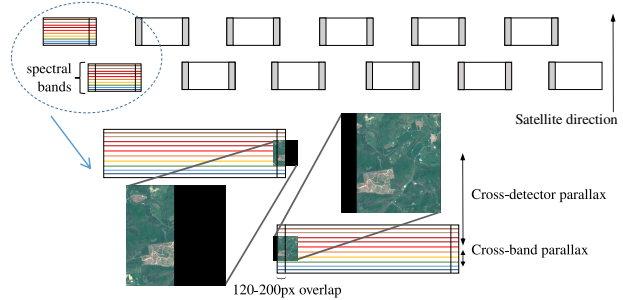 spectral
bands
Satellite direction
Cross-detector parallax
Cross-band parallax
120-200px overlap